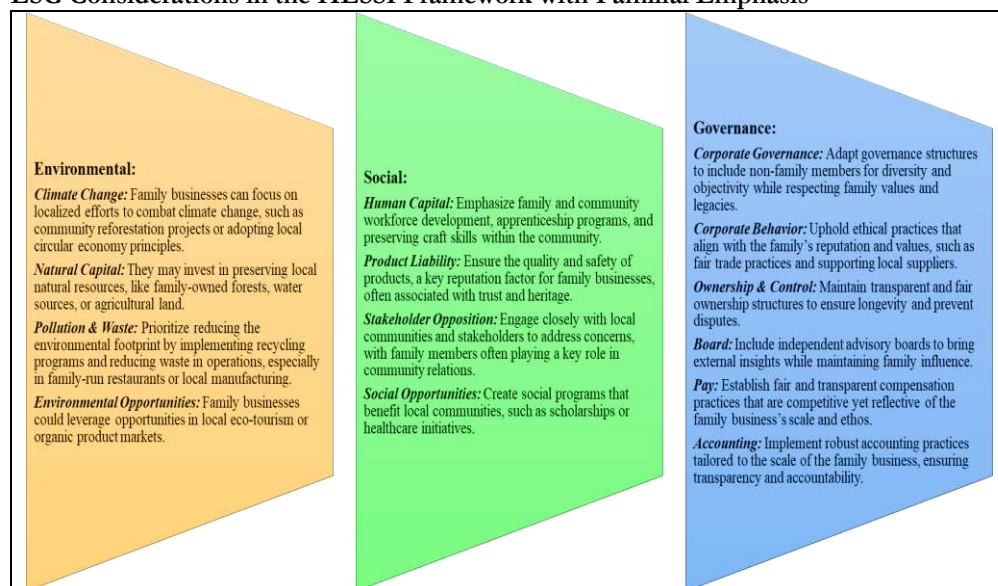 ESG Considerations in the HESSI Framework with Familial Emphasis
Environmental:
Climate Change: Family businesses can focus on
localized efforts to combat climate change, such as
community reforestation projects or adopting local
circular economy principles.
Natural Capital: They may invest in preserving local
natural resources, like family-owned forests, water
sources, or agricultural land.
Pollution & Waste: Prioritize reducing the
environmental footprint by implementing recycling
programs and reducing waste in operations, especially
in family-run restaurants or local manufacturing.
Environmental Opportunities: Family businesses
could leverage opportunities in local eco-tourism or
organic product markets.
Social:
Human Capital: Emphasize family and community
workforce development, apprenticeship programs, and
preserving craft skills within the community.
Product Liability: Ensure the quality and safety of
products, a key reputation factor for family businesses,
often associated with trust and heritage.
Stakeholder Opposition: Engage closely with local
communities and stakeholders to address concerns,
with family members often playing a key role in
community relations.
Social Opportunities: Create social programs that
benefit local communities, such as scholarships or
healthcare initiatives.
Governance:
Corporate Governance: Adapt governance structures
to include non-family members for diversity and
objectivity while respecting family values and
legacies.
Corporate Behavior: Uphold ethical practices that
align with the family's reputation and values, such as
fair trade practices and supporting local suppliers.
Ownership & Control: Maintain transparent and fair
ownership structures to ensure longevity and prevent
disputes.
Board: Include independent advisory boards to bring
external insights while maintaining family influence.
Pay: Establish fair and transparent compensation
practices that are competitive yet reflective of the
family business's scale and ethos.
Accounting: Implement robust accounting practices
tailored to the scale of the family business, ensuring
transparency and accountability.